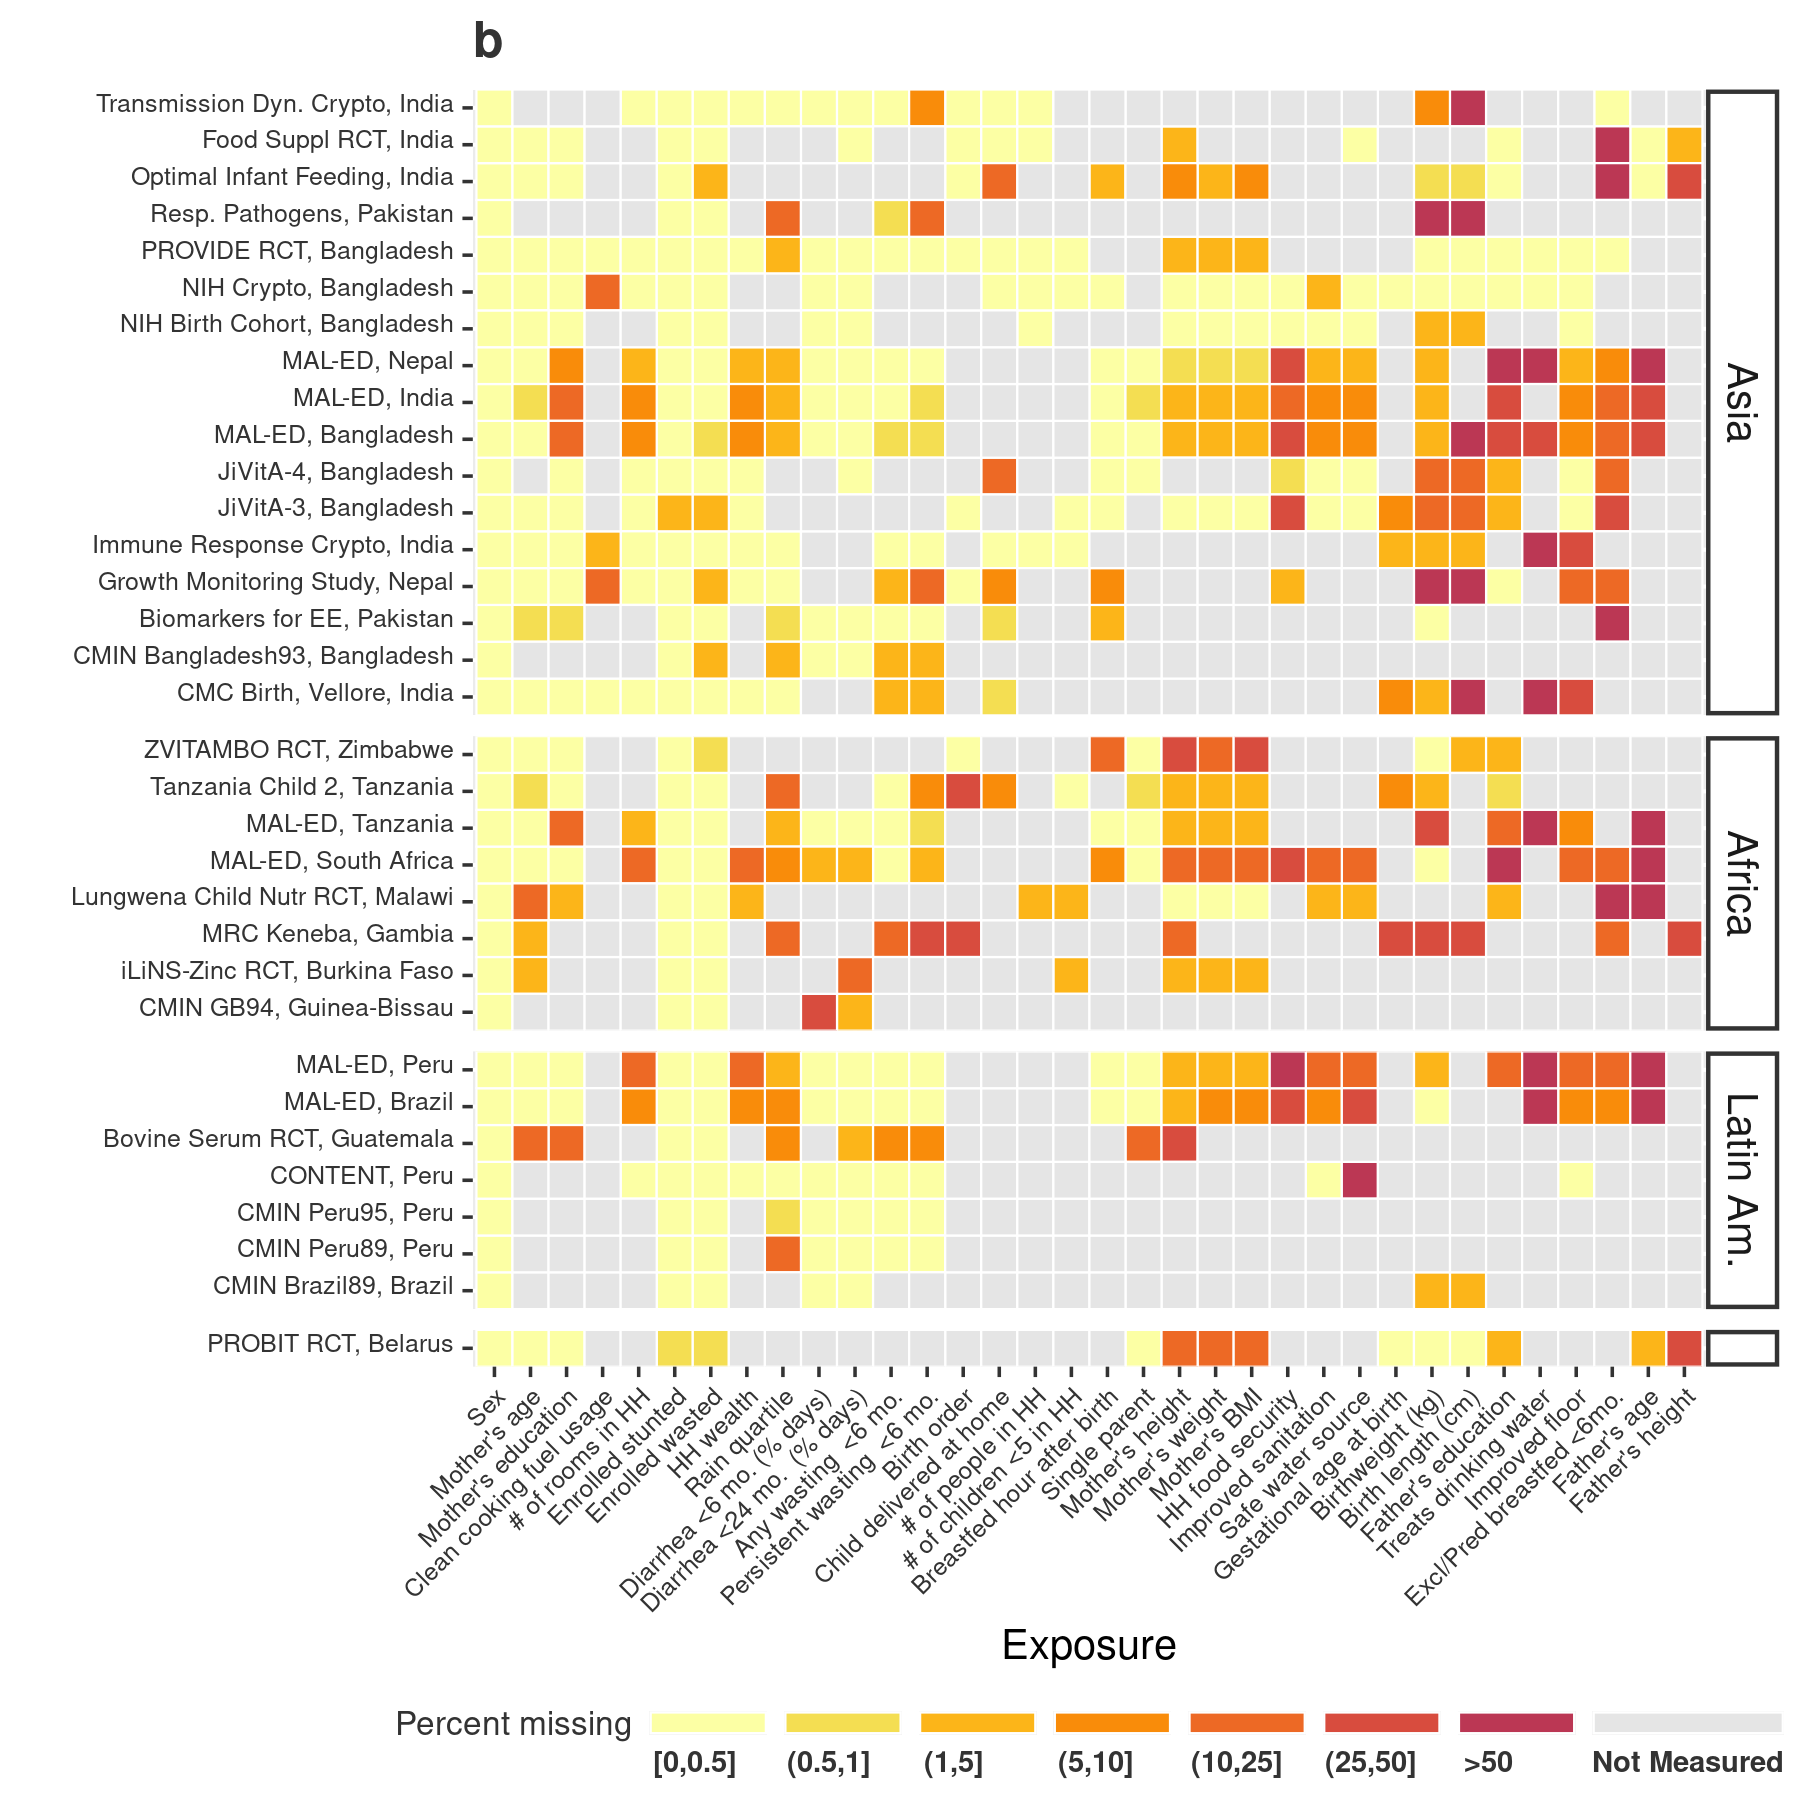 b
Transmission Dyn. Crypto, India
Food Suppl RCT, India
Optimal Infant Feeding, India
Resp. Pathogens, Pakistan
PROVIDE RCT, Bangladesh
NIH Crypto, Bangladesh
NIH Birth Cohort, Bangladesh
MAL-ED, Nepal
MAL-ED, India
MAL-ED, Bangladesh
JiVitA-4, Bangladesh
JiVitA-3, Bangladesh
Immune Response Crypto, India
Growth Monitoring Study, Nepal
Biomarkers for EE, Pakistan
CMIN Bangladesh93, Bangladesh
CMC Birth, Vellore, India
Asia
ZVITAMBO RCT, Zimbabwe
Tanzania Child 2, Tanzania
MAL-ED, Tanzania
MAL-ED, South Africa
Lungwena Child Nutr RCT, Malawi
MRC Keneba, Gambia
iLiNS-Zinc RCT, Burkina Faso
CMIN GB94, Guinea-Bissau
Africa
MAL-ED, Peru
MAL-ED, Brazil
Bovine Serum RCT, Guatemala
CONTENT, Peru
CMIN Peru95, Peru
CMIN Peru89, Peru
CMIN Brazil89, Brazil
Latin Am.
PROBIT RCT, Belarus
Sex
Mother's age
Mother's education
Clean cooking fuel usage
# of rooms in HH
Enrolled stunted
Enrolled wasted
HH wealth
Rain quartile
Diarrhea <6 mo. (% days)
Diarrhea <24 mo. (% days)
Any wasting <6 mo.
Persistent wasting <6 mo.
Birth order
Child delivered at home
# of people in HH
# of children <5 in HH
Breastfed hour after birth
Single parent
Mother's height
Mother's weight
Mother's BMI
HH food security
Improved sanitation
Safe water source
Gestational age at birth
Birthweight (kg)
Birth length (cm)
Father's education
Treats drinking water
Improved floor
Excl/Pred breastfed <6mo.
Father's age
Father's height
Exposure
Percent missing
[0,0.5]
(0.5,1]
(1,5]
(5,10]
(10,25]
(25,50]
>50
Not Measured